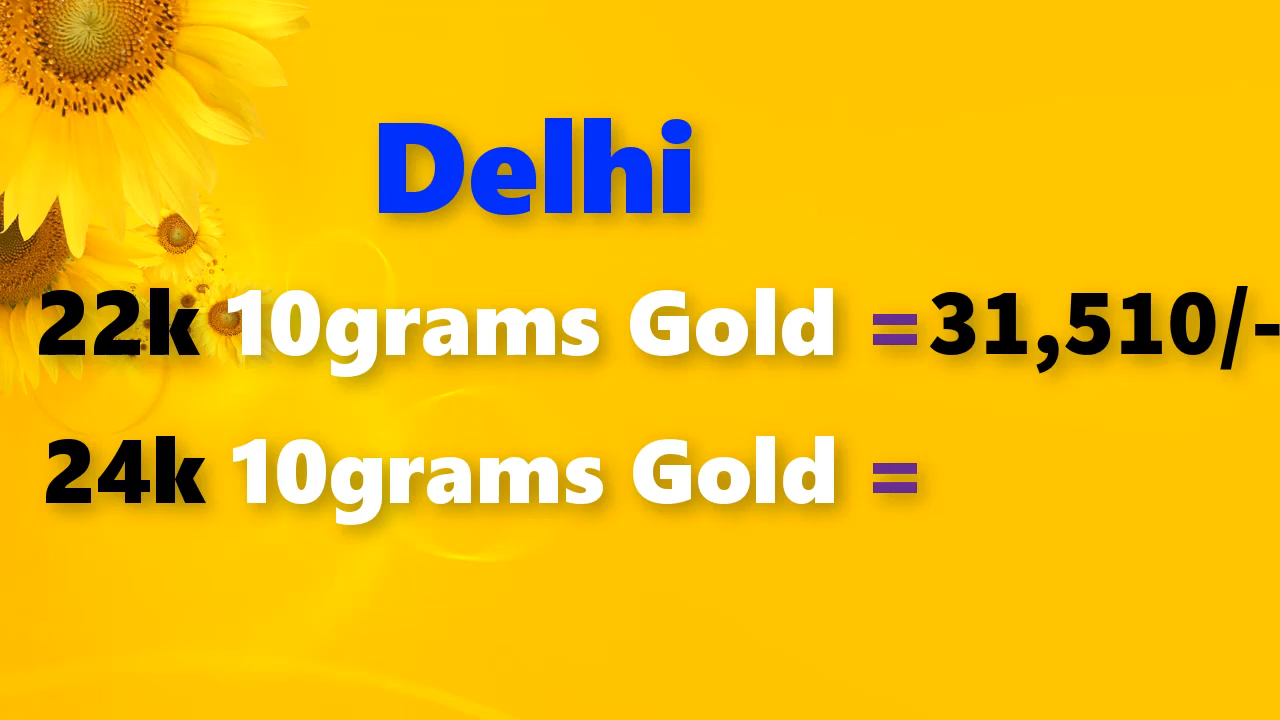 Delhi
22k 10grams Gold =31,510/-
24k 10grams Gold =